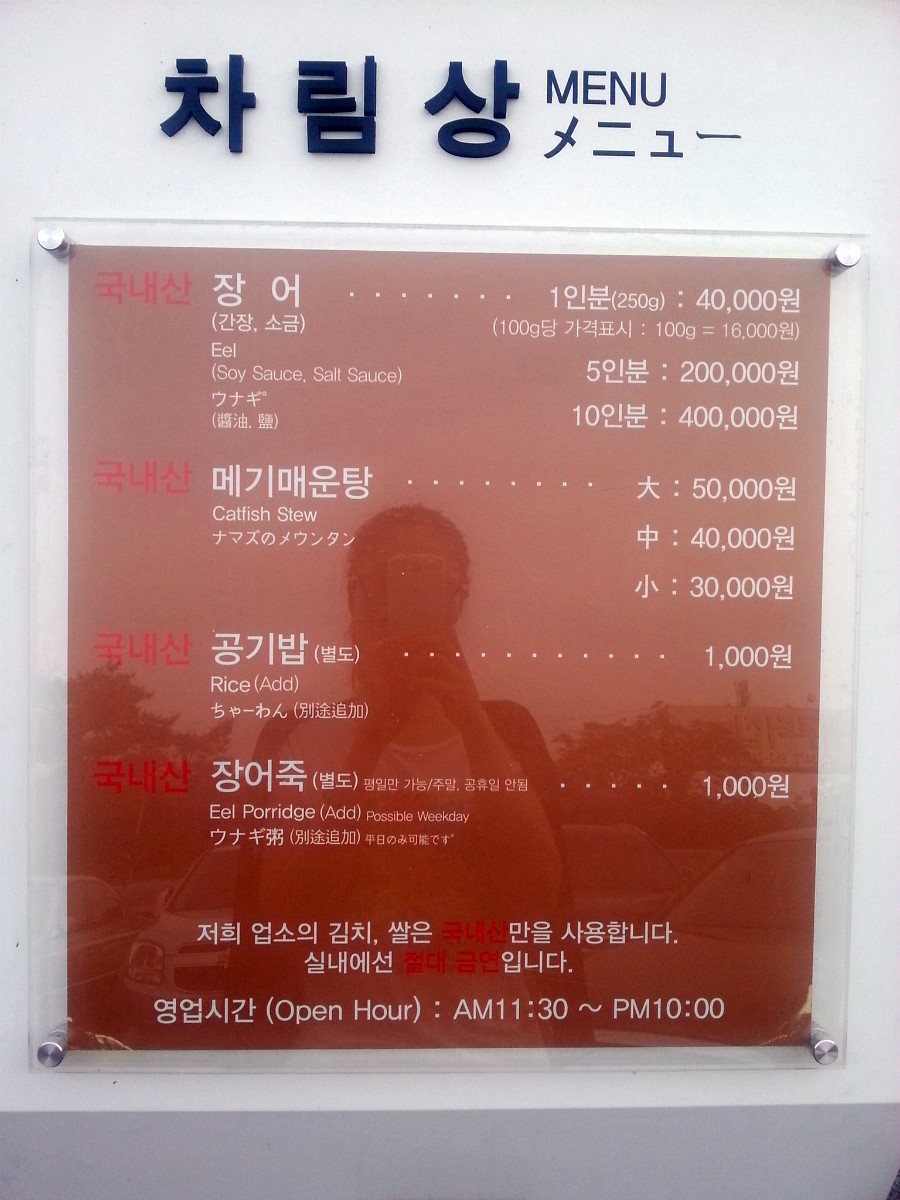 차림상 MENU
メニュー
국내산 장 어 ······· 1인분(250g) : 40,000원
(간장, 소금) (100g당 가격표시 : 100g = 16,000원)
Eel
(Soy Sauce, Salt Sauce) 5인분 : 200,000원
ウナギ°
(醬油, 鹽) 10인분 : 400,000원
국내산 메기매운탕 ········· 大 : 50,000원
Catfish Stew
ナマズのメウンタン 中 : 40,000원
小 : 30,000원
국내산 공기밥 (별도) ············ 1,000원
Rice (Add)
ちゃーわん (別途追加)
국내산 장어죽 (별도) 평일만 가능/주말, 공휴일 안됨 ····· 1,000원
Eel Porridge (Add) Possible Weekday
ウナギ粥 (別途追加) 平日のみ可能です°
저희 업소의 김치, 쌀은 국내산만을 사용합니다.
실내에선 절대 금연입니다.
영업시간 (Open Hour) : AM11:30 ～ PM10:00